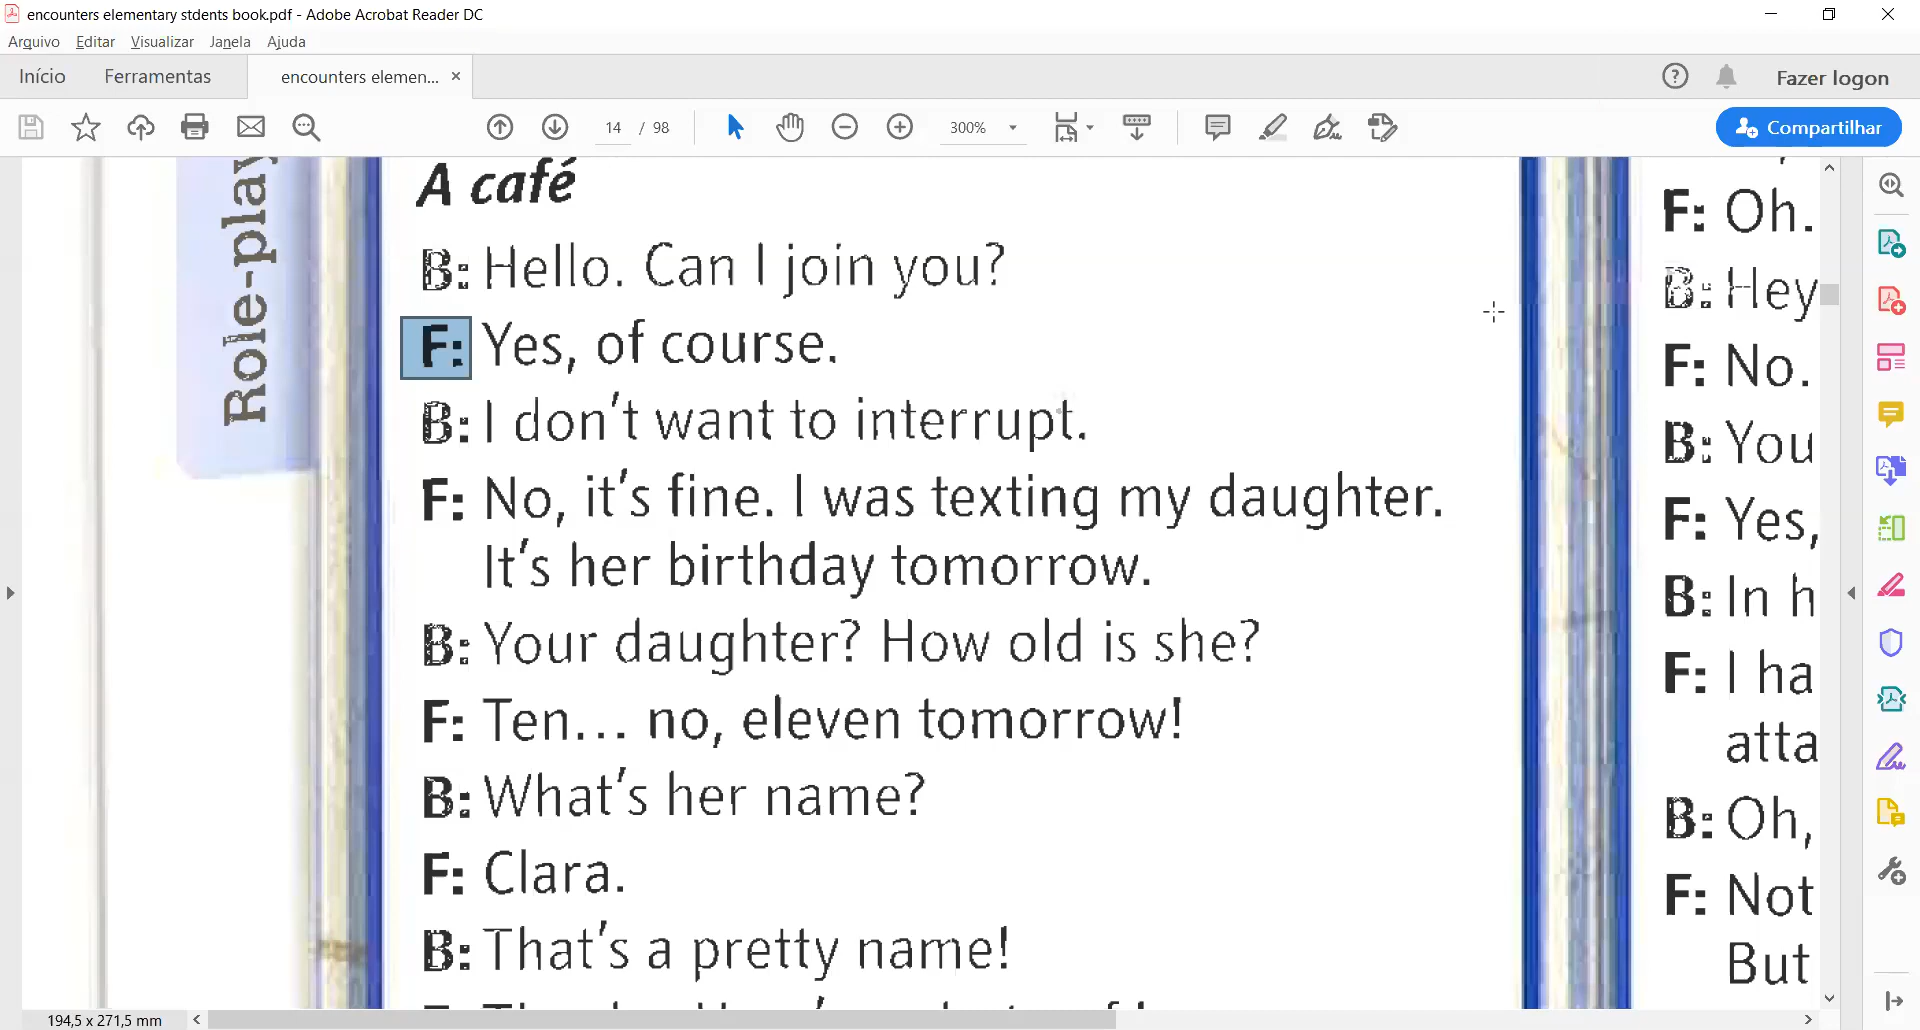 encounters elementary stdents book.pdf - Adobe Acrobat Reader DC
Arquivo Editar Visualizar Janela Ajuda
Início Ferramentas encounters elemen... × Fazer logon
14 / 98 300% Compartilhar
Role-play
A café
B: Hello. Can I join you?
F: Yes, of course.
B: I don't want to interrupt.
F: No, it's fine. I was texting my daughter.
It's her birthday tomorrow.
B: Your daughter? How old is she?
F: Ten... no, eleven tomorrow!
B: What's her name?
F: Clara.
B: That's a pretty name!
F: Oh.
B: Hey
F: No.
B: You
F: Yes,
B: In h
F: I ha
atta
B: Oh,
F: Not
But
194,5 x 271,5 mm